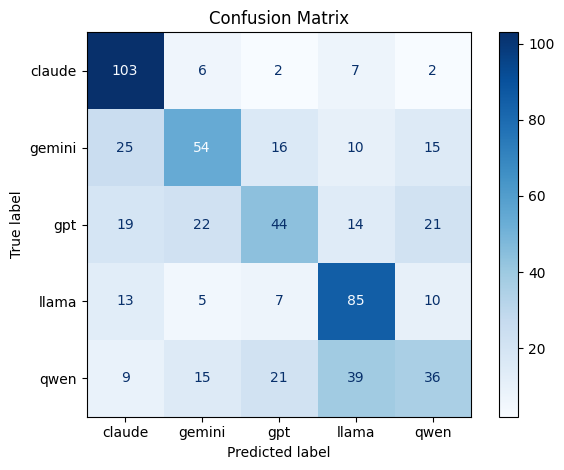 Confusion Matrix
claude 103 6 2 7 2
gemini 25 54 16 10 15
gpt 19 22 44 14 21
llama 13 5 7 85 10
qwen 9 15 21 39 36
claude gemini gpt llama qwen
Predicted label
True label
100
80
60
40
20